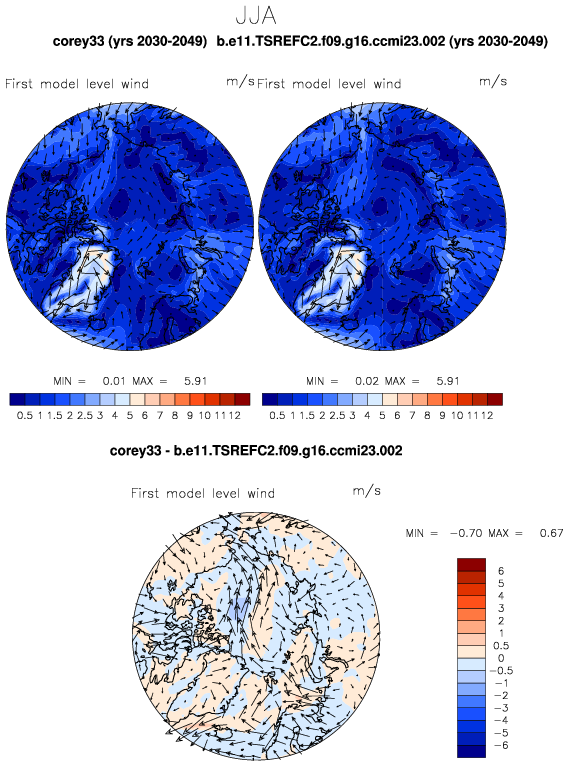 JJA
corey33 (yrs 2030-2049) b.e11.TSREFC2.f09.g16.ccmi23.002 (yrs 2030-2049)
First model level wind m/s First model level wind m/s
MIN = 0.01 MAX = 5.91 MIN = 0.02 MAX = 5.91
0.5 1 1.5 2 2.5 3 4 5 6 7 8 9 10 11 12 0.5 1 1.5 2 2.5 3 4 5 6 7 8 9 10 11 12
corey33 - b.e11.TSREFC2.f09.g16.ccmi23.002
First model level wind m/s
MIN = -0.70 MAX = 0.67
6
5
4
3
2
1
0.5
0
-0.5
-1
-2
-3
-4
-5
-6